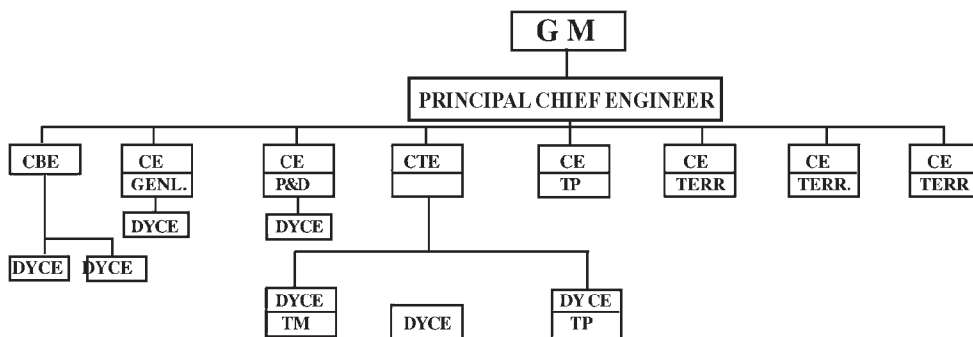 G M
PRINCIPAL CHIEF ENGINEER
CBE
CE
GENL.
CE
P&D
CTE
CE
TP
CE
TERR
CE
TERR.
CE
TERR
DYCE
DYCE
DYCE
DYCE
DYCE
TM
DYCE
DY CE
TP